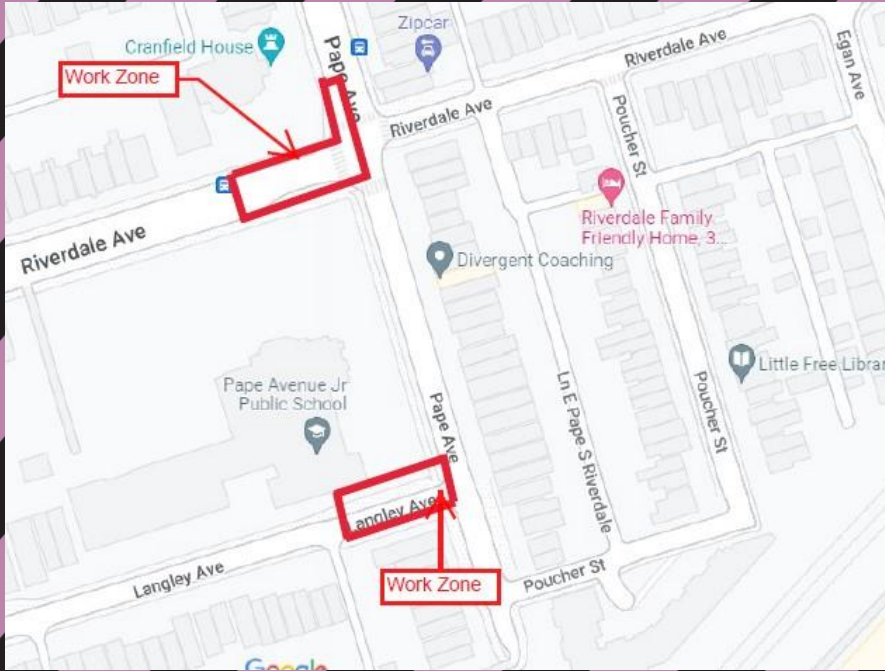 Zipcar
Cranfield House
Pape Ave
Riverdale Ave
Egan Ave
Work Zone
Riverdale Ave
Poucher St
Riverdale Family
Friendly Home, 3...
Riverdale Ave
Divergent Coaching
Little Free Librar
Pape Avenue Jr
Public School
Pape Ave
Ln E Pape S Riverdale
Poucher St
Langley Ave
Langley Ave
Work Zone
Poucher St
Google